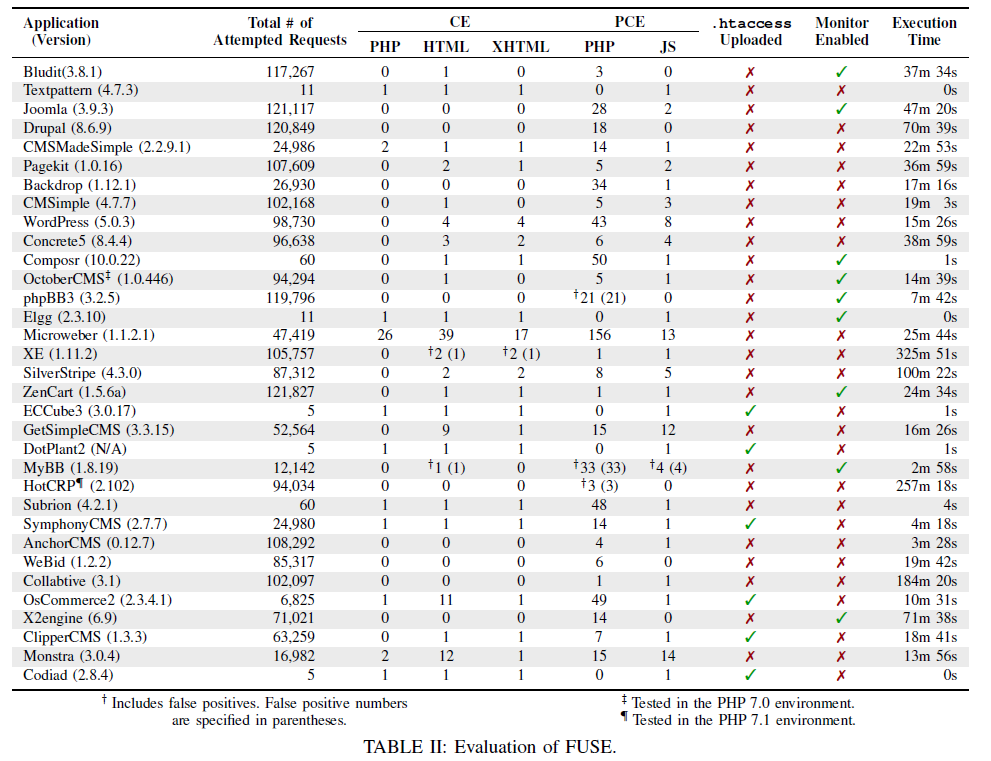 Application Total # of CE PCE .htaccess Monitor Execution
(Version) Attempted Requests PHP HTML XHTML PHP JS Uploaded Enabled Time
Bludit(3.8.1) 117,267 0 1 0 3 0 ✗ ✓ 37m 34s
Textpattern (4.7.3) 11 1 1 1 0 1 ✗ ✗ 0s
Joomla (3.9.3) 121,117 0 0 0 28 2 ✗ ✓ 47m 20s
Drupal (8.6.9) 120,849 0 0 0 18 0 ✗ ✗ 70m 39s
CMSMadeSimple (2.2.9.1) 24,986 2 1 1 14 1 ✗ ✗ 22m 53s
Pagekit (1.0.16) 107,609 0 2 1 5 2 ✗ ✗ 36m 59s
Backdrop (1.12.1) 26,930 0 0 0 34 1 ✗ ✗ 17m 16s
CMSimple (4.7.7) 102,168 0 1 0 5 3 ✗ ✗ 19m 3s
WordPress (5.0.3) 98,730 0 4 4 43 8 ✗ ✗ 15m 26s
Concrete5 (8.4.4) 96,638 0 3 2 6 4 ✗ ✗ 38m 59s
Composr (10.0.22) 60 0 1 1 50 1 ✗ ✓ 1s
OctoberCMS‡ (1.0.446) 94,294 0 1 0 5 1 ✗ ✓ 14m 39s
phpBB3 (3.2.5) 119,796 0 0 0 †21 (21) 0 ✗ ✓ 7m 42s
Elgg (2.3.10) 11 1 1 1 0 1 ✗ ✓ 0s
Microweber (1.1.2.1) 47,419 26 39 17 156 13 ✗ ✗ 25m 44s
XE (1.11.2) 105,757 0 †2 (1) †2 (1) 1 1 ✗ ✗ 325m 51s
SilverStripe (4.3.0) 87,312 0 2 2 8 5 ✗ ✗ 100m 22s
ZenCart (1.5.6a) 121,827 0 1 1 1 1 ✗ ✓ 24m 34s
ECCube3 (3.0.17) 5 1 1 1 0 1 ✓ ✗ 1s
GetSimpleCMS (3.3.15) 52,564 0 9 1 15 12 ✗ ✗ 16m 26s
DotPlant2 (N/A) 5 1 1 1 0 1 ✓ ✗ 1s
MyBB (1.8.19) 12,142 0 †1 (1) 0 †33 (33) †4 (4) ✗ ✓ 2m 58s
HotCRP¶ (2.102) 94,034 0 0 0 †3 (3) 0 ✗ ✗ 257m 18s
Subrion (4.2.1) 60 1 1 1 48 1 ✗ ✗ 4s
SymphonyCMS (2.7.7) 24,980 1 1 1 14 1 ✓ ✗ 4m 18s
AnchorCMS (0.12.7) 108,292 0 0 0 4 1 ✗ ✗ 3m 28s
WeBid (1.2.2) 85,317 0 0 0 6 0 ✗ ✗ 19m 42s
Collabtive (3.1) 102,097 0 0 0 1 1 ✗ ✗ 184m 20s
OsCommerce2 (2.3.4.1) 6,825 1 11 1 49 1 ✓ ✗ 10m 31s
X2engine (6.9) 71,021 0 0 0 14 0 ✗ ✓ 71m 38s
ClipperCMS (1.3.3) 63,259 0 1 1 7 1 ✓ ✗ 18m 41s
Monstra (3.0.4) 16,982 2 12 1 15 14 ✗ ✗ 13m 56s
Codiad (2.8.4) 5 1 1 1 0 1 ✓ ✗ 0s
† Includes false positives. False positive numbers ‡ Tested in the PHP 7.0 environment.
are specified in parentheses. ¶ Tested in the PHP 7.1 environment.
TABLE II: Evaluation of FUSE.